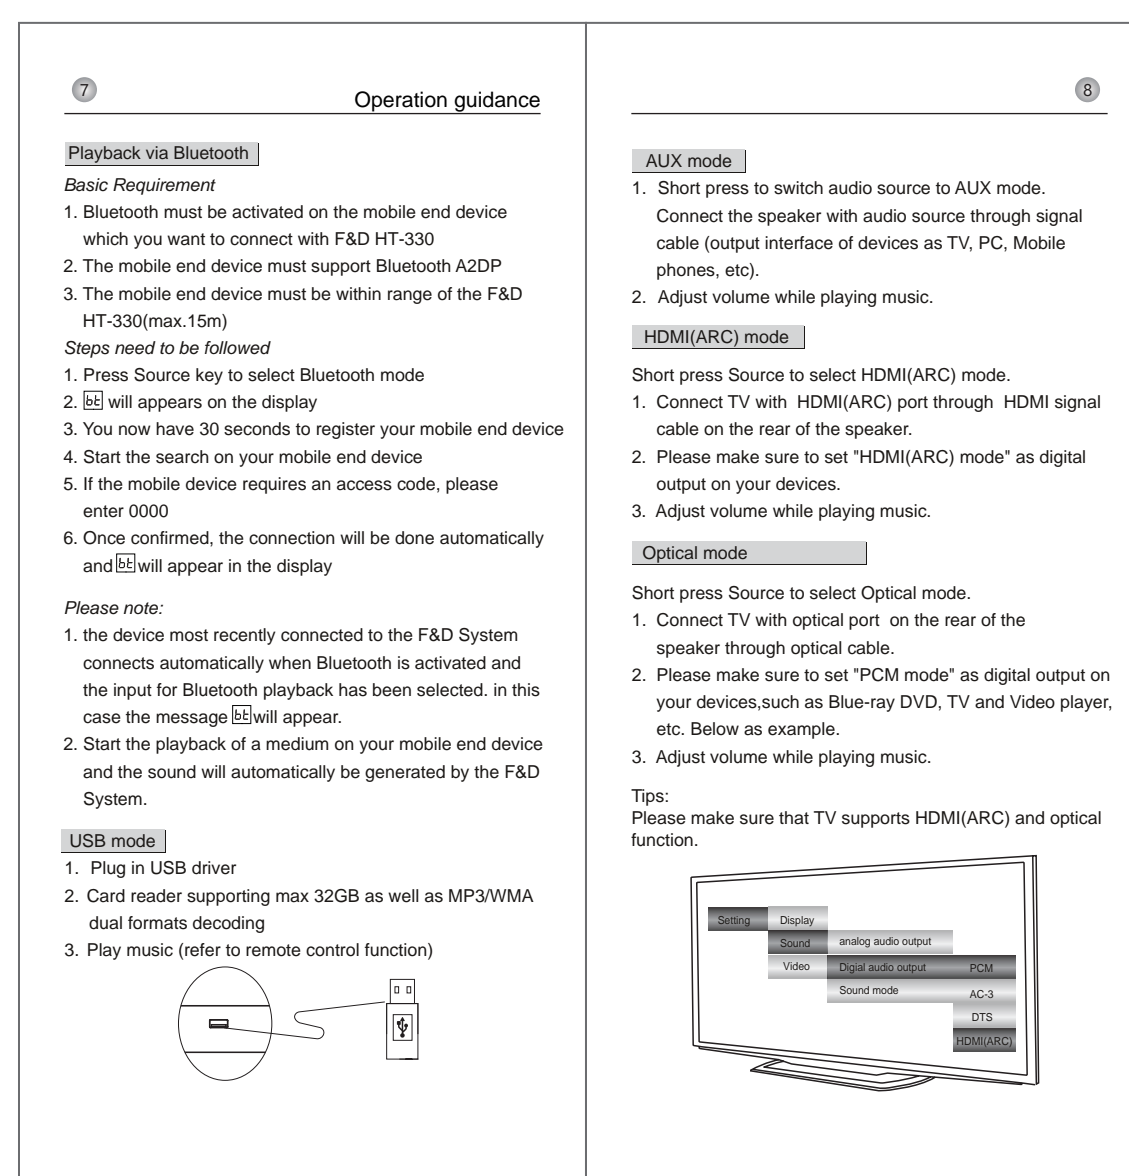 7
Operation guidance
Playback via Bluetooth
Basic Requirement
1. Bluetooth must be activated on the mobile end device
which you want to connect with F&D HT-330
2. The mobile end device must support Bluetooth A2DP
3. The mobile end device must be within range of the F&D
HT-330(max.15m)
Steps need to be followed
1. Press Source key to select Bluetooth mode
2. bt will appears on the display
3. You now have 30 seconds to register your mobile end device
4. Start the search on your mobile end device
5. If the mobile device requires an access code, please
enter 0000
6. Once confirmed, the connection will be done automatically
and bt will appear in the display
Please note:
1. the device most recently connected to the F&D System
connects automatically when Bluetooth is activated and
the input for Bluetooth playback has been selected. in this
case the message bt will appear.
2. Start the playback of a medium on your mobile end device
and the sound will automatically be generated by the F&D
System.
USB mode
1. Plug in USB driver
2. Card reader supporting max 32GB as well as MP3/WMA
dual formats decoding
3. Play music (refer to remote control function)
8
AUX mode
1. Short press to switch audio source to AUX mode.
Connect the speaker with audio source through signal
cable (output interface of devices as TV, PC, Mobile
phones, etc).
2. Adjust volume while playing music.
HDMI(ARC) mode
Short press Source to select HDMI(ARC) mode.
1. Connect TV with HDMI(ARC) port through HDMI signal
cable on the rear of the speaker.
2. Please make sure to set "HDMI(ARC) mode" as digital
output on your devices.
3. Adjust volume while playing music.
Optical mode
Short press Source to select Optical mode.
1. Connect TV with optical port on the rear of the
speaker through optical cable.
2. Please make sure to set "PCM mode" as digital output on
your devices,such as Blue-ray DVD, TV and Video player,
etc. Below as example.
3. Adjust volume while playing music.
Tips:
Please make sure that TV supports HDMI(ARC) and optical
function.
Setting Display
Sound analog audio output
Video Digial audio output PCM
Sound mode AC-3
DTS
HDMI(ARC)